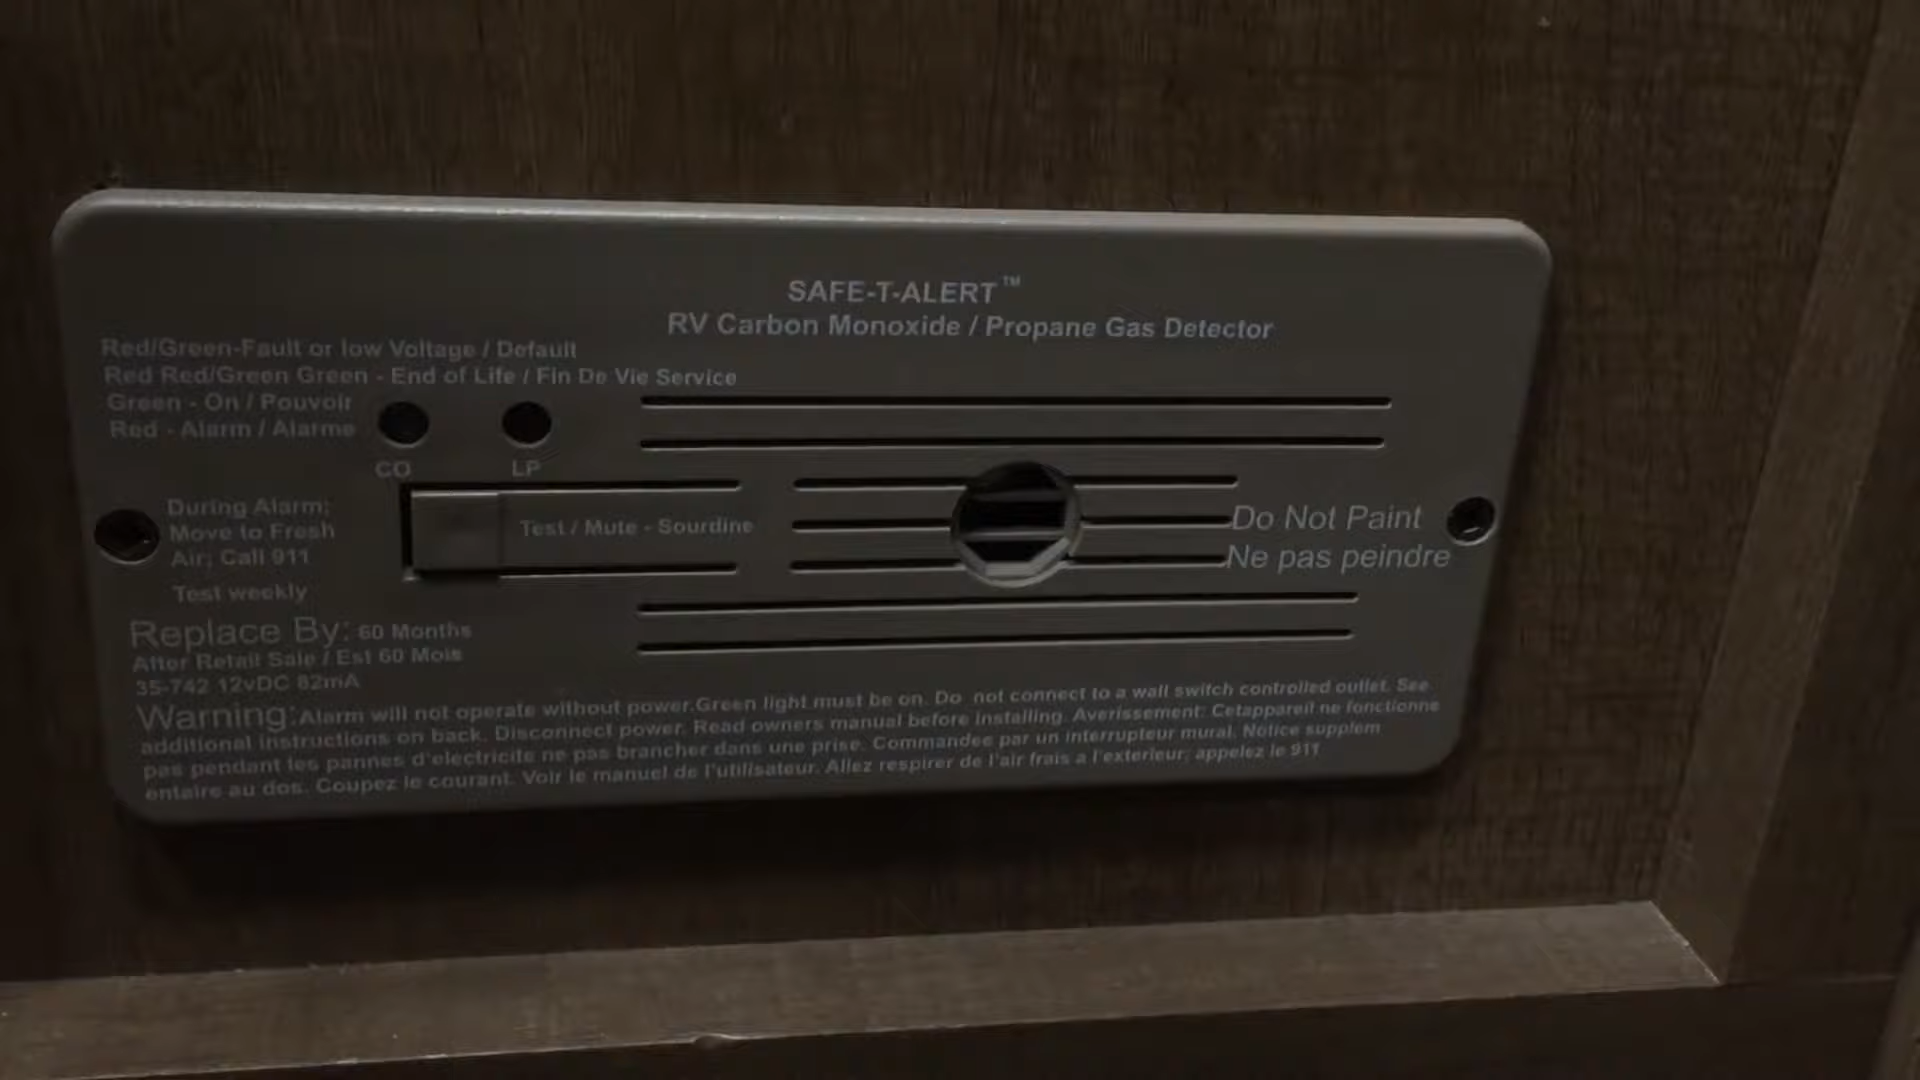 SAFE-T-ALERT™
RV Carbon Monoxide / Propane Gas Detector
Red/Green-Fault or low Voltage / Default
Red Red/Green Green - End of Life / Fin De Vie Service
Green - On / Pouvoir
Red - Alarm / Alarme
CO LP
During Alarm;
Move to Fresh
Air; Call 911
Test / Mute - Sourdine
Do Not Paint
Ne pas peindre
Test weekly
Replace By: 60 Months
After Retail Sale / Est 60 Mois
35-742 12vDC 82mA
Warning: Alarm will not operate without power.Green light must be on. Do not connect to a wall switch controlled outlet. See
additional instructions on back. Disconnect power. Read owners manual before installing. Averissement: Cetappareil ne fonctionne
pas pendant les pannes d'electricite ne pas brancher dans une prise. Commandee par un interrupteur mural. Notice supplem
entaire au dos. Coupez le courant. Voir le manuel de l'utilisateur. Allez respirer de l'air frais a l'exterieur; appelez le 911